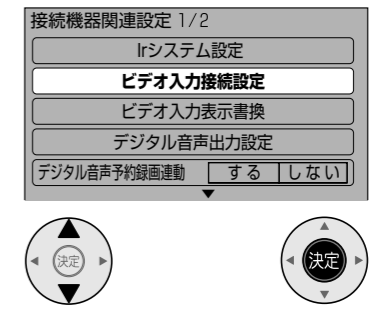 接続機器関連設定 1/2
Irシステム設定
ビデオ入力接続設定
ビデオ入力表示書換
デジタル音声出力設定
デジタル音声予約録画連動 する しない
決定 決定